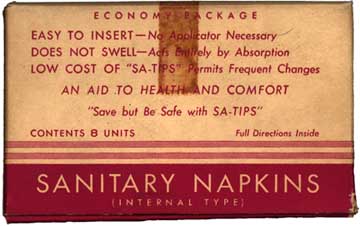 ECONOMY PACKAGE
EASY TO INSERT—No Applicator Necessary
DOES NOT SWELL—Acts Entirely by Absorption
LOW COST OF "SA-TIPS" Permits Frequent Changes
AN AID TO HEALTH AND COMFORT
"Save but Be Safe with SA-TIPS"
CONTENTS 8 UNITS Full Directions Inside
SANITARY NAPKINS
(INTERNAL TYPE)